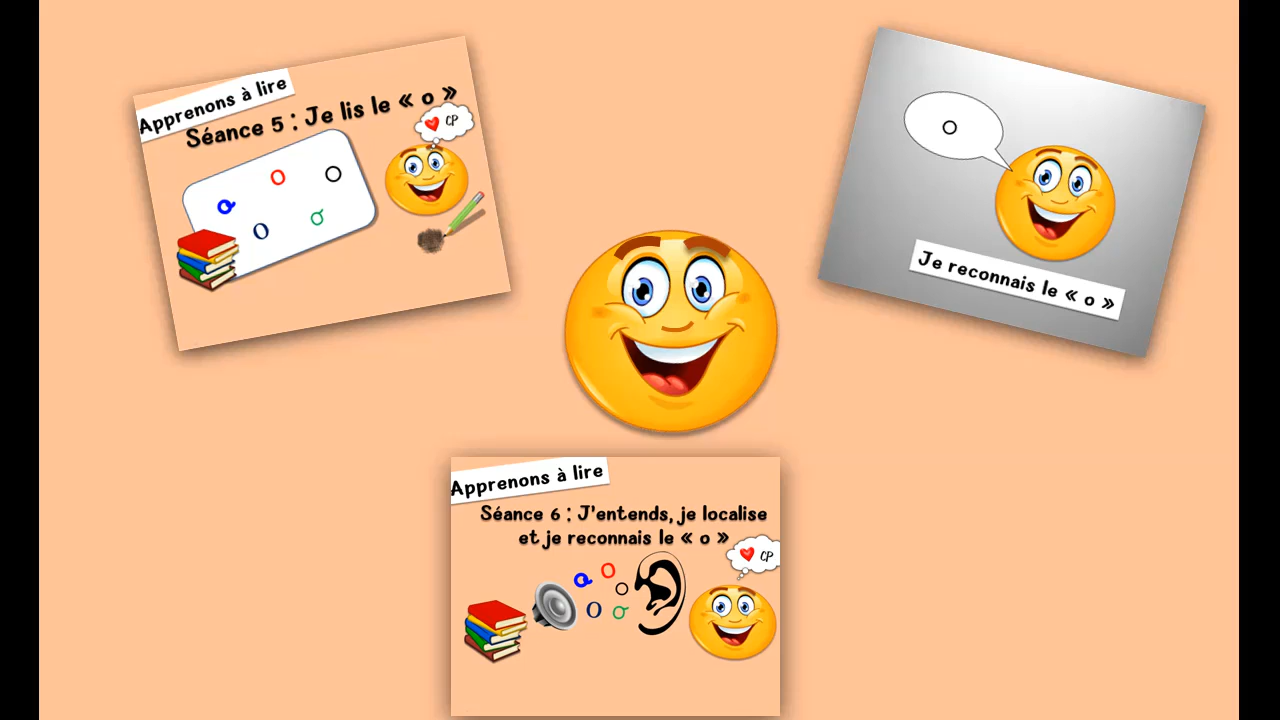 Apprenons à lire
Séance 5 : Je lis le « o »
CP
o o o
o o
o
Je reconnais le « o »
Apprenons à lire
Séance 6 : J'entends, je localise
et je reconnais le « o »
CP
o o o
o o